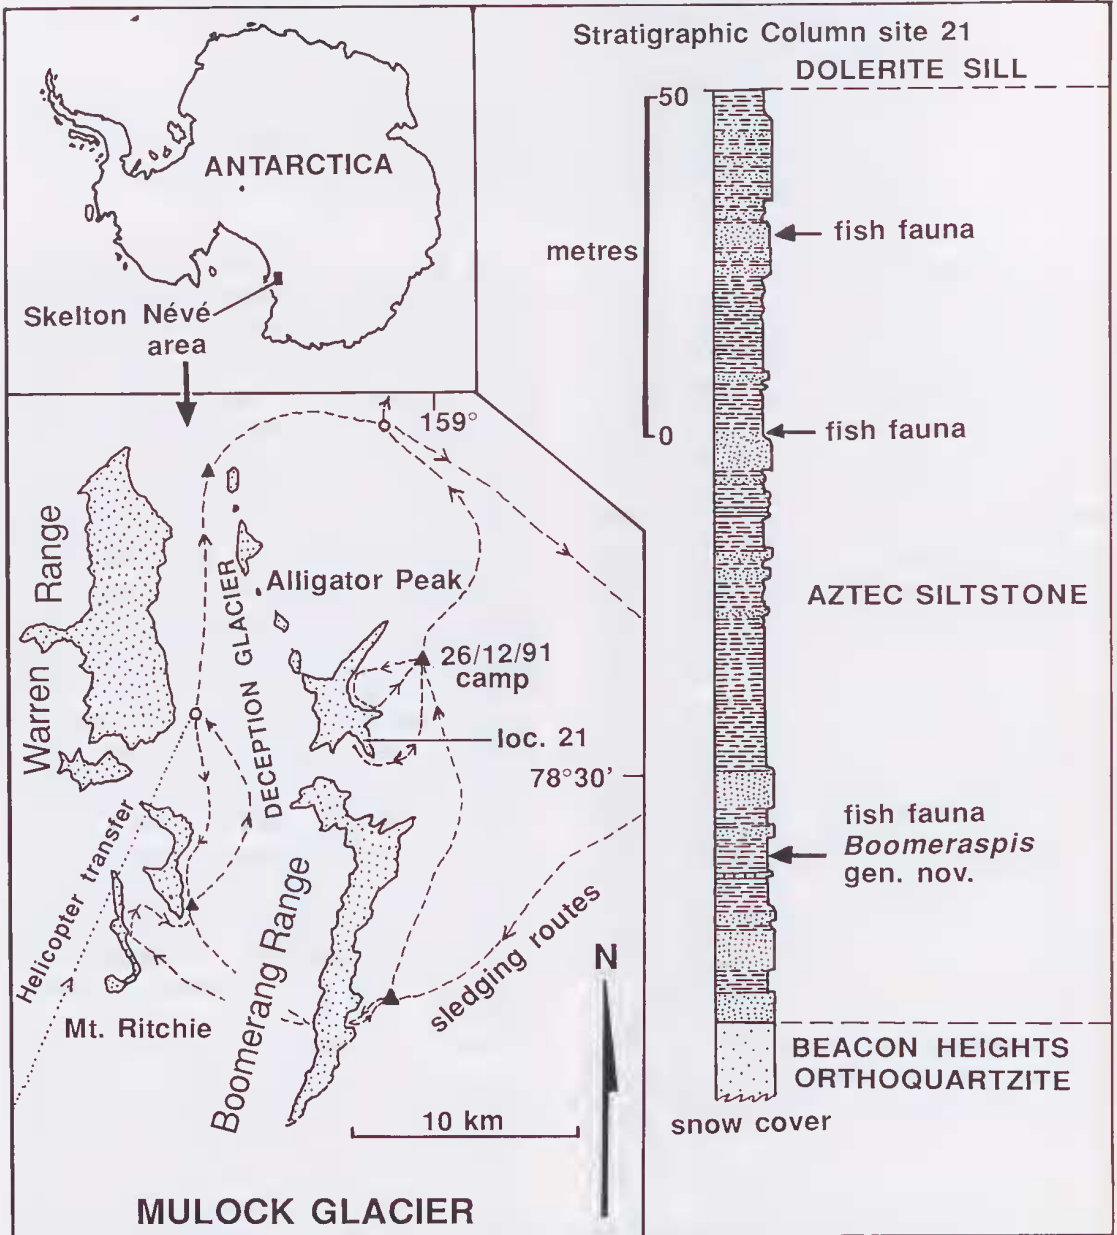 ANTARCTICA
Skelton Névé
area
159°
Warren Range
DECEPTION GLACIER
Alligator Peak
26/12/91
camp
loc. 21
78°30'
Helicopter transfer
Mt. Ritchie
Boomerang Range
sledging routes
N
10 km
MULOCK GLACIER
Stratigraphic Column site 21
DOLERITE SILL
50
metres
fish fauna
0
fish fauna
AZTEC SILTSTONE
fish fauna
Boomeraspis
gen. nov.
BEACON HEIGHTS
ORTHOQUARTZITE
snow cover